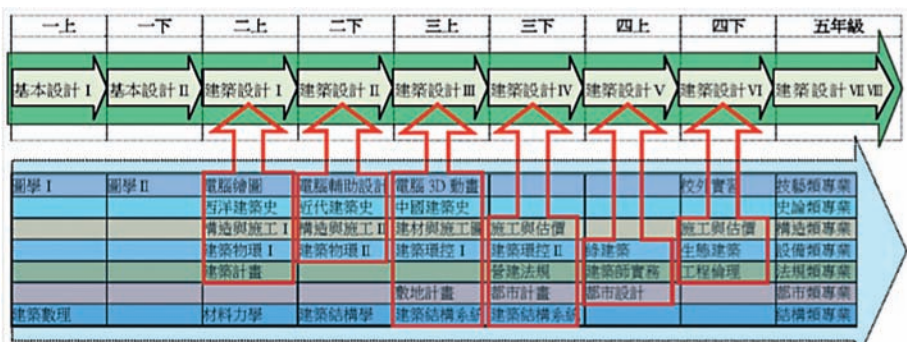 一上 一下 二上 二下 三上 三下 四上 四下 五年級
基本設計 I 基本設計 II 建築設計 I 建築設計 II 建築設計 III 建築設計 IV 建築設計 V 建築設計 VI 建築設計 VII VIII
圖學 I 圖學 II 電腦繪圖 電腦輔助設計 電腦 3D 動畫 校外實習 技藝類專業
西洋建築史 近代建築史 中國建築史 史論類專業
構造與施工 I 構造與施工 II 建材與施工圖 施工與估價 施工與估價 構造類專業
建築物環 I 建築物環 II 建築環控 I 建築環控 II 綠建築 生態建築 設備類專業
建築計畫 營建法規 建築師實務 工程倫理 法規類專業
敷地計畫 都市計畫 都市設計 都市類專業
建築數理 材料力學 建築結構學 建築結構系統 建築結構系統 結構類專業